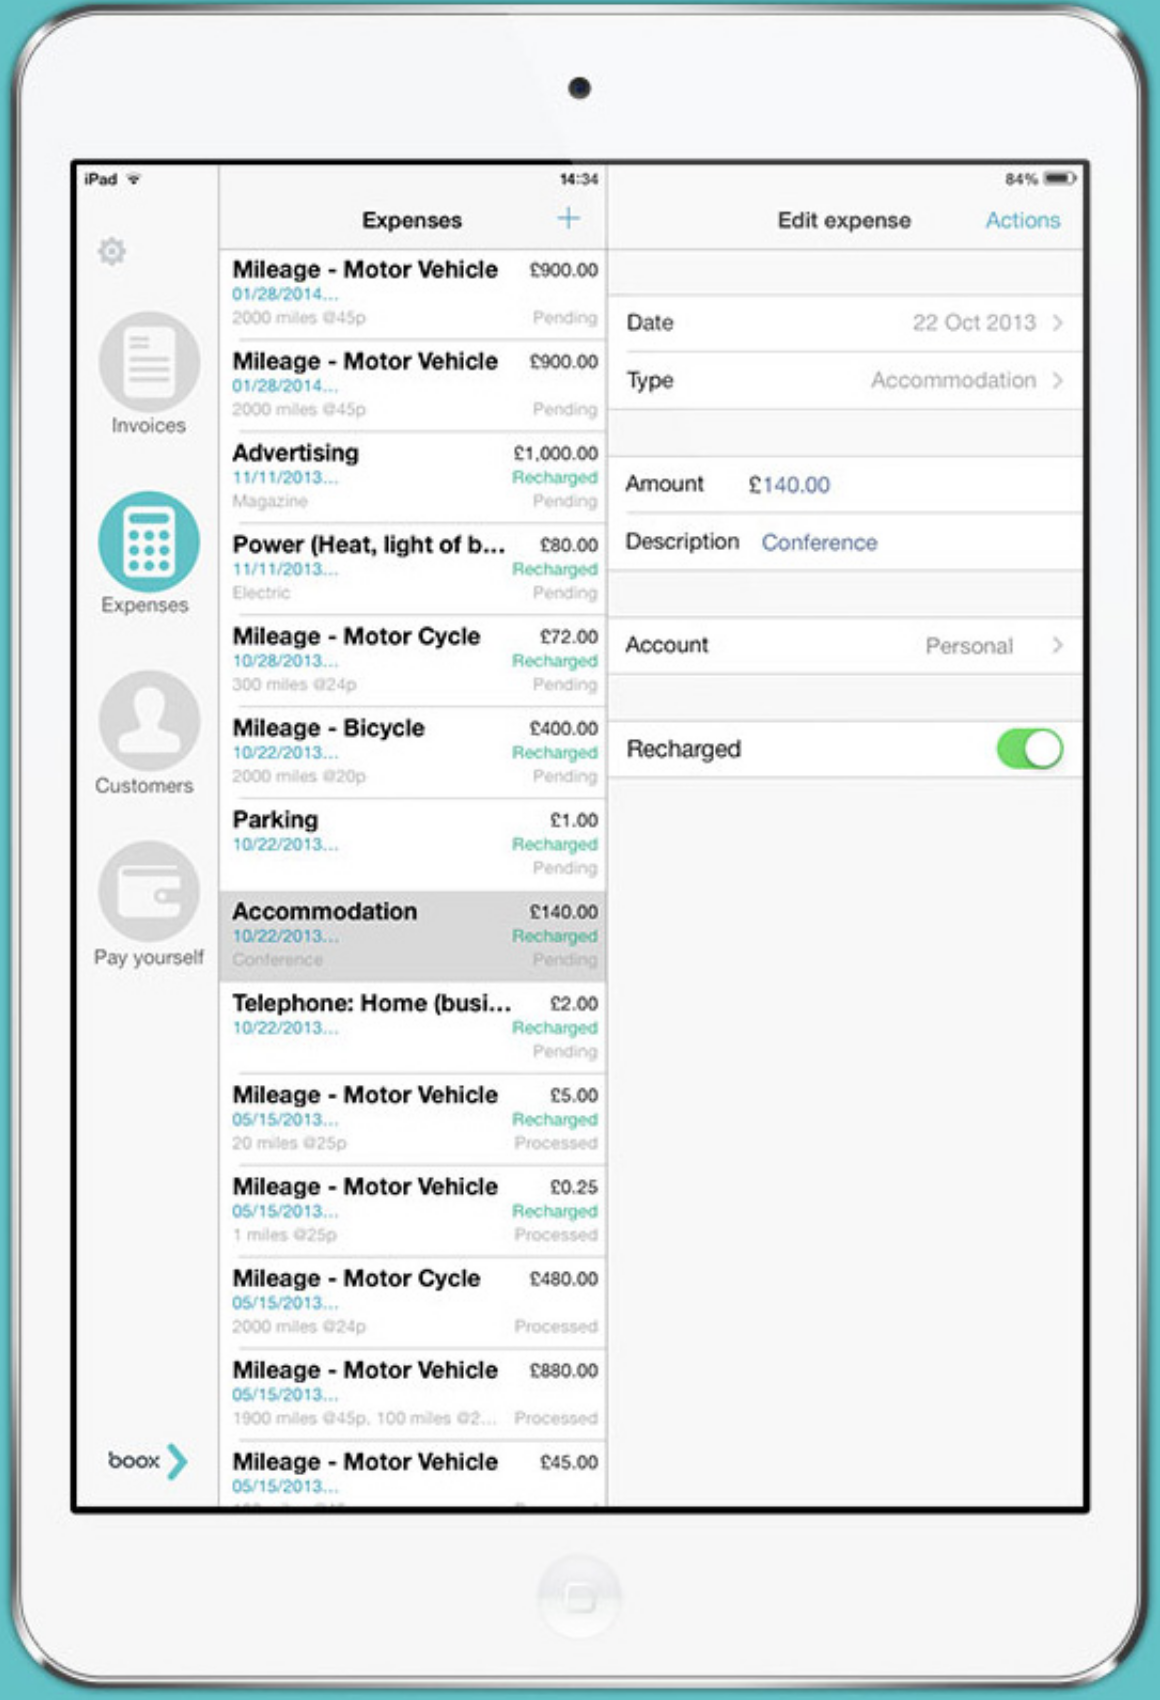 iPad
14:34
84%
Expenses
+
Edit expense
Actions
Invoices
Expenses
Customers
Pay yourself
boox
Mileage - Motor Vehicle £900.00
01/28/2014...
2000 miles @45p Pending
Mileage - Motor Vehicle £900.00
01/28/2014...
2000 miles @45p Pending
Advertising £1,000.00
11/11/2013... Recharged
Magazine Pending
Power (Heat, light of b... £80.00
11/11/2013... Recharged
Electric Pending
Mileage - Motor Cycle £72.00
10/28/2013... Recharged
300 miles @24p Pending
Mileage - Bicycle £400.00
10/22/2013... Recharged
2000 miles @20p Pending
Parking £1.00
10/22/2013... Recharged
Pending
Accommodation £140.00
10/22/2013... Recharged
Conference Pending
Telephone: Home (busi... £2.00
10/22/2013... Recharged
Pending
Mileage - Motor Vehicle £5.00
05/15/2013... Recharged
20 miles @25p Processed
Mileage - Motor Vehicle £0.25
05/15/2013... Recharged
1 miles @25p Processed
Mileage - Motor Cycle £480.00
05/15/2013...
2000 miles @24p Processed
Mileage - Motor Vehicle £880.00
05/15/2013...
1900 miles @45p, 100 miles @2... Processed
Mileage - Motor Vehicle £45.00
05/15/2013...
Date 22 Oct 2013
Type Accommodation
Amount £140.00
Description Conference
Account Personal
Recharged